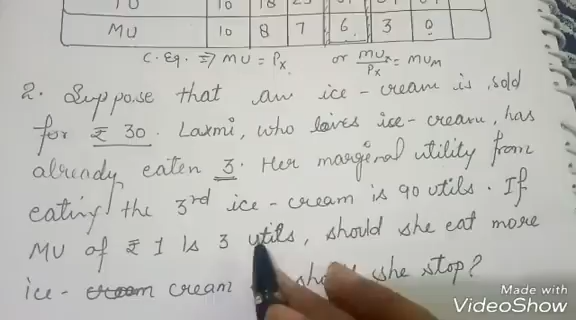 10 18
MU 10 8 7 6 3 0
C. Eq. ⇒ MU = Px or MUx/Px = MUM
2. Suppose that an ice-cream is sold
for ₹ 30. Laxmi, who loves ice-cream, has
already eaten 3. Her marginal utility from
eating the 3rd ice-cream is 90 utils. If
MU of ₹ 1 is 3 utils, should she eat more
ice-cream she stop?
Made with
VideoShow